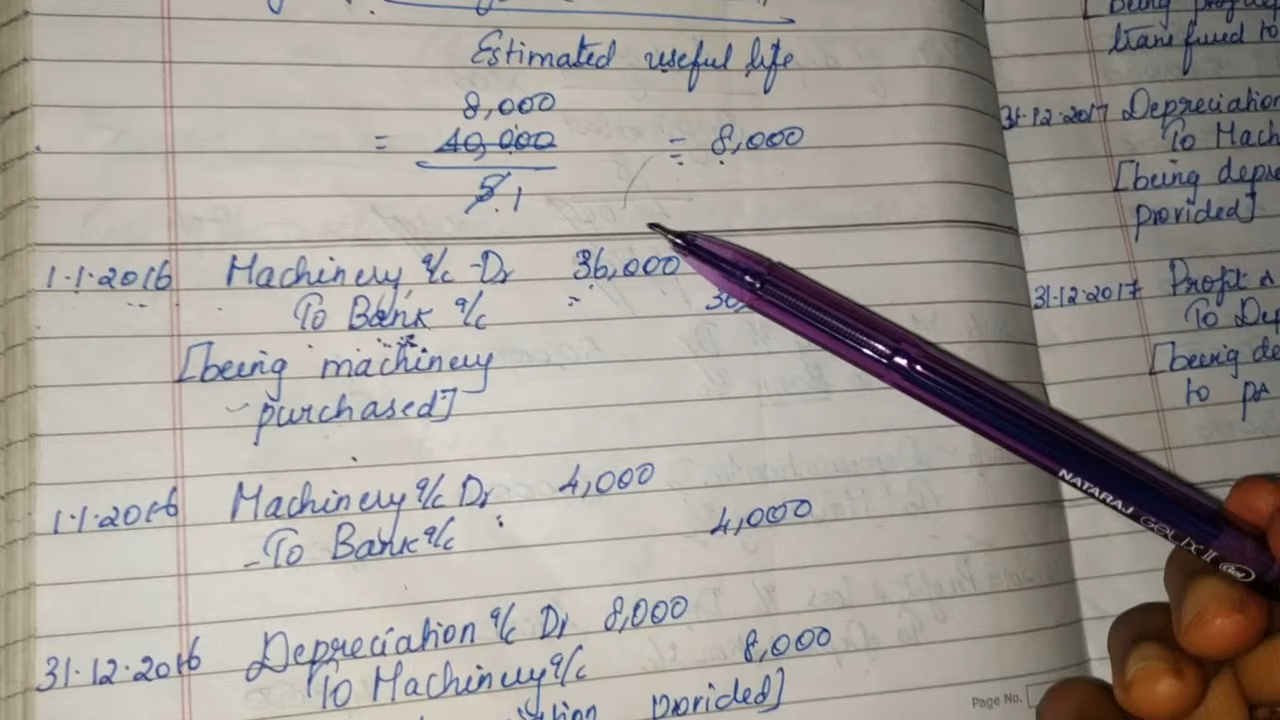 Estimated useful life
8,000
= 40,000 = 8,000
5 1
1.1.2016 Machinery a/c Dr 36,000
To Bank a/c
[being machinery
purchased]
1.1.2016 Machinery a/c Dr 4,000
To Bank a/c 4,000
31.12.2016 Depreciation a/c Dr 8,000
To Machinery a/c 8,000
provided]
31.12.2017 Depreciation
To Mach
[being depre
provided]
31.12.2017 Profit
To De
[being de
to
Page No.
NATARAJ GELIX II